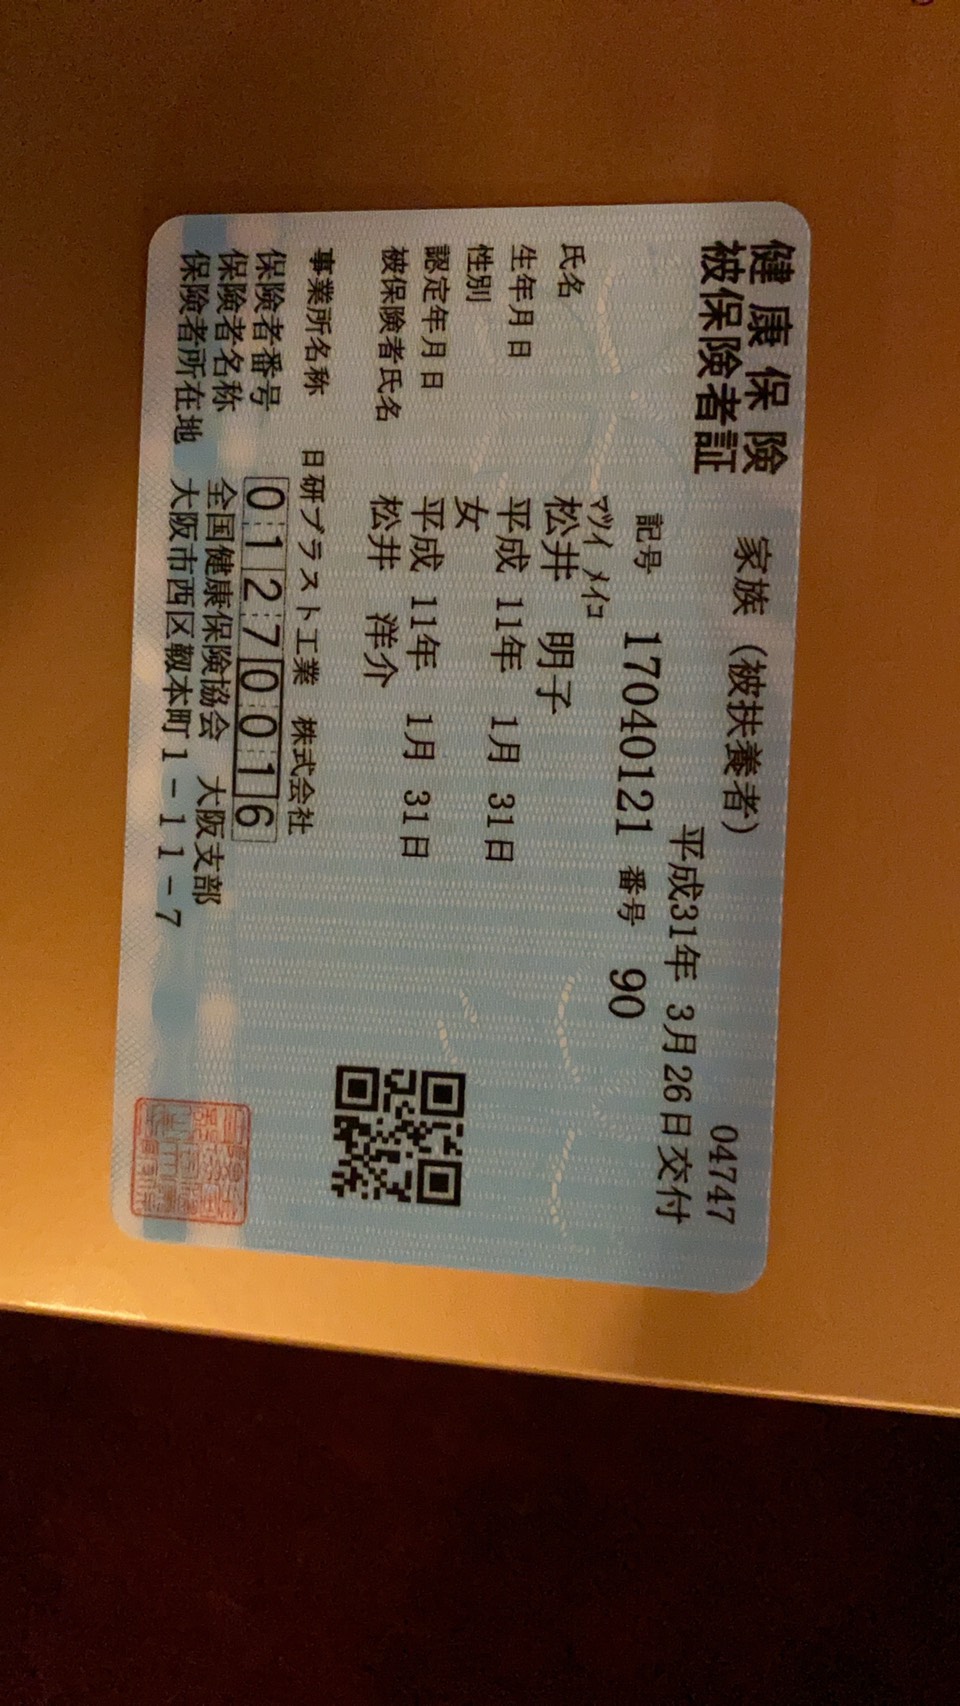 健康保険 家族（被扶養者） 04747
被保険者証 平成31年 3月26日交付
記号 17040121 番号 90
ﾏﾂｲ ﾒｲｺ
氏名 松井 明子
生年月日 平成 11年 1月 31日
性別 女
認定年月日 平成 11年 1月 31日
被保険者氏名 松井 洋介
事業所名称 日研プラスト工業 株式会社
保険者番号 01270016
保険者名称 全国健康保険協会 大阪支部
保険者所在地 大阪市西区靱本町1－11－7